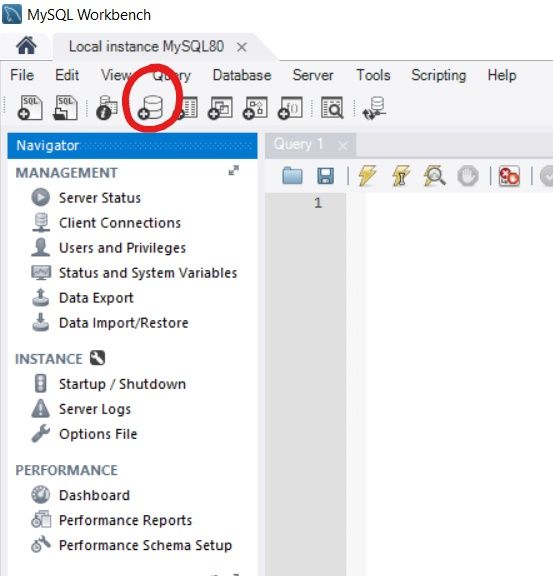 MySQL Workbench
Local instance MySQL80
File Edit View Query Database Server Tools Scripting Help
SQL SQL
Navigator
Query 1
MANAGEMENT
1
Server Status
Client Connections
Users and Privileges
Status and System Variables
Data Export
Data Import/Restore
INSTANCE
Startup / Shutdown
Server Logs
Options File
PERFORMANCE
Dashboard
Performance Reports
Performance Schema Setup